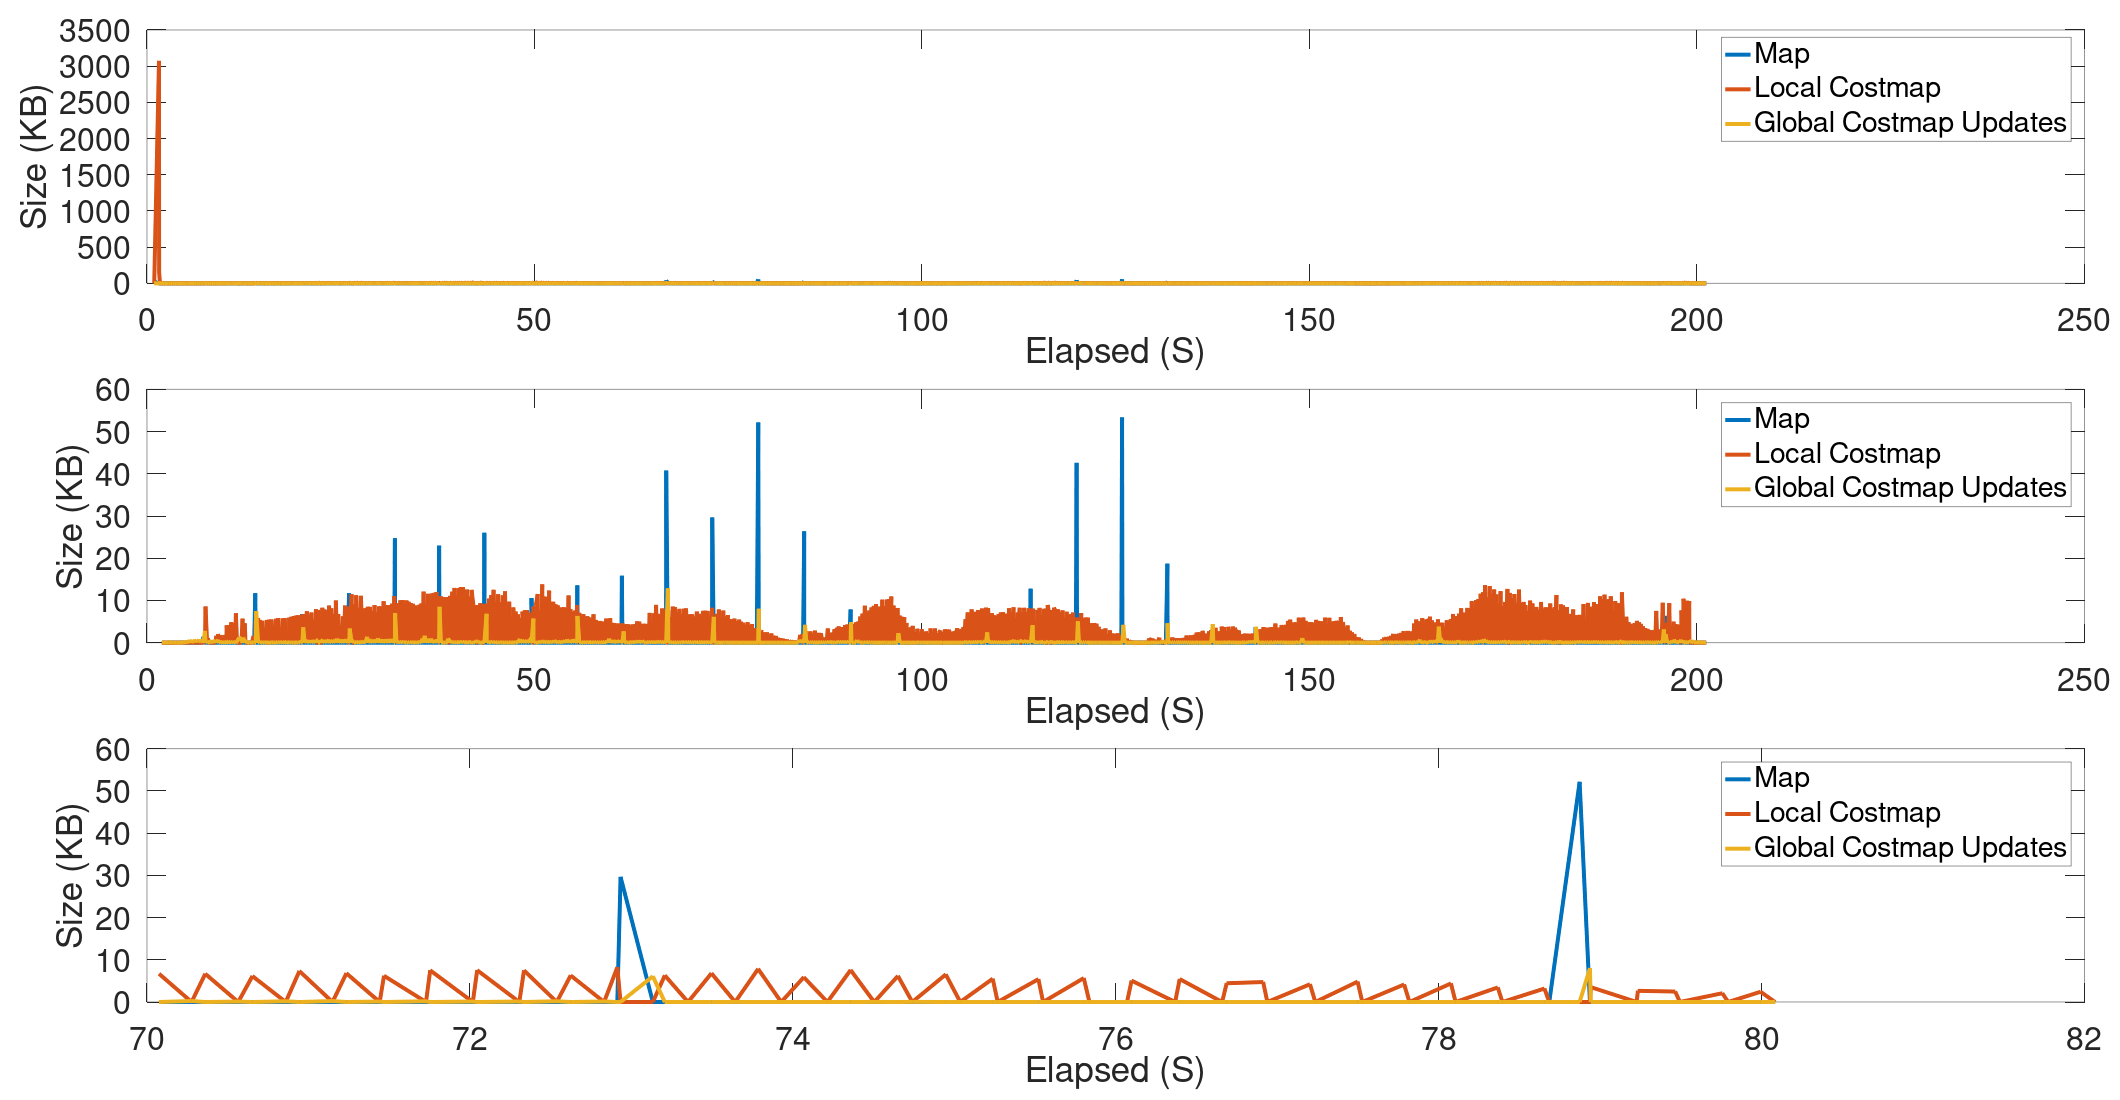 3500
3000
2500
2000
1500
1000
500
0
Size (KB)
Map
Local Costmap
Global Costmap Updates
0 50 100 150 200 250
Elapsed (S)
60
50
40
30
20
10
0
Size (KB)
Map
Local Costmap
Global Costmap Updates
0 50 100 150 200 250
Elapsed (S)
60
50
40
30
20
10
0
Size (KB)
Map
Local Costmap
Global Costmap Updates
70 72 74 76 78 80 82
Elapsed (S)